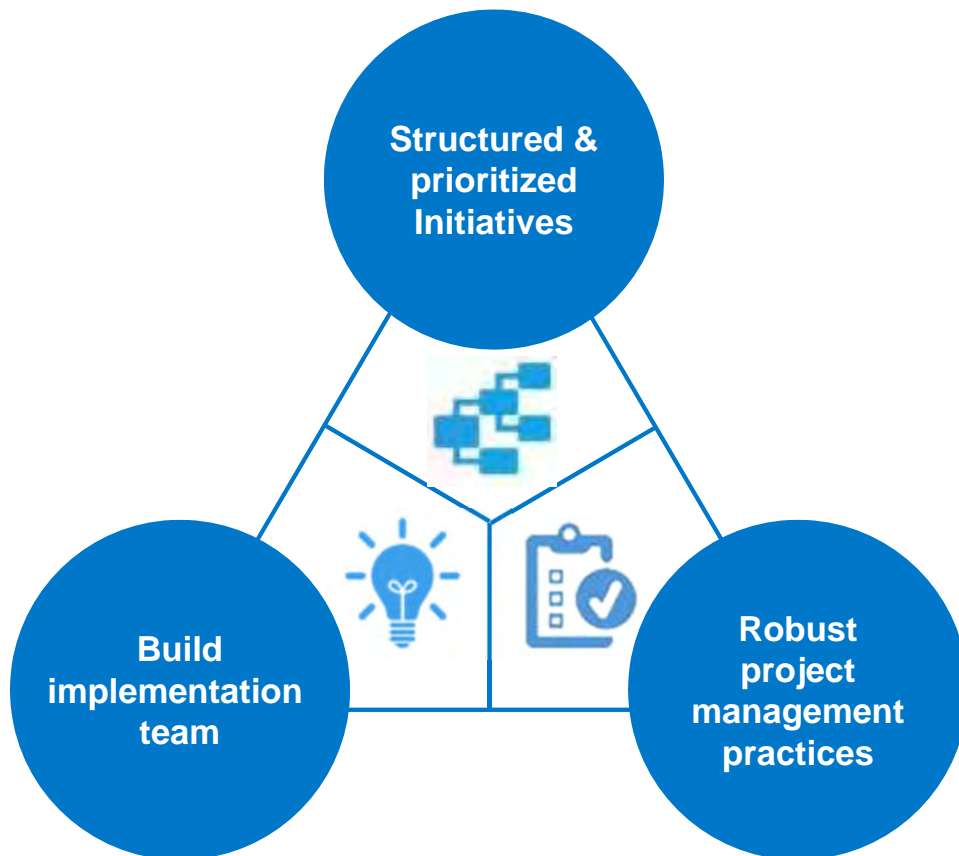 Structured &
prioritized
Initiatives
Build
implementation
team
Robust
project
management
practices